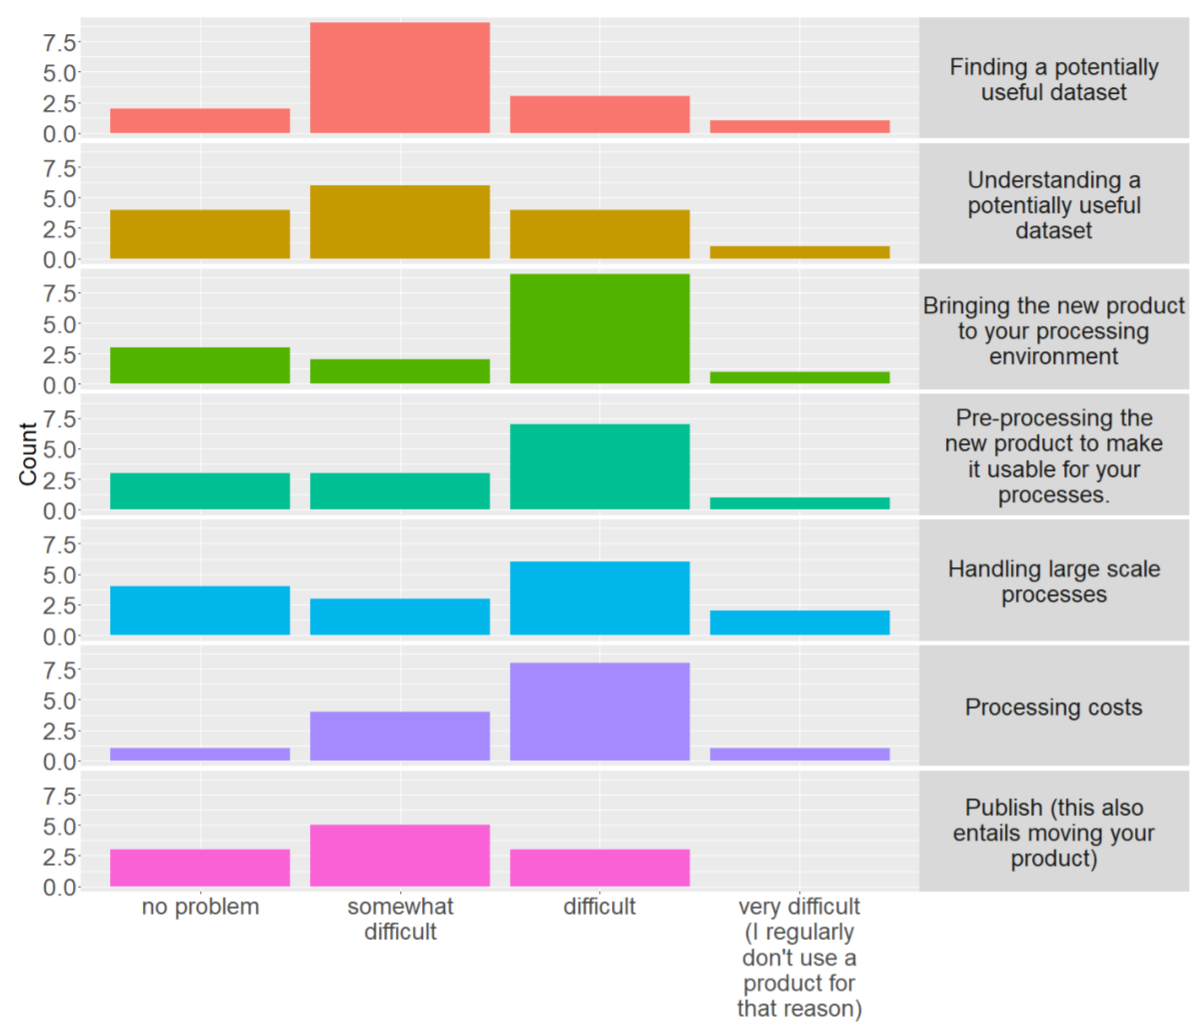 7.5
5.0
2.5
0.0
Finding a potentially
useful dataset
7.5
5.0
2.5
0.0
Understanding a
potentially useful
dataset
7.5
5.0
2.5
0.0
Bringing the new product
to your processing
environment
Count
7.5
5.0
2.5
0.0
Pre-processing the
new product to make
it usable for your
processes.
7.5
5.0
2.5
0.0
Handling large scale
processes
7.5
5.0
2.5
0.0
Processing costs
7.5
5.0
2.5
0.0
Publish (this also
entails moving your
product)
no problem
somewhat
difficult
difficult
very difficult
(I regularly
don't use a
product for
that reason)